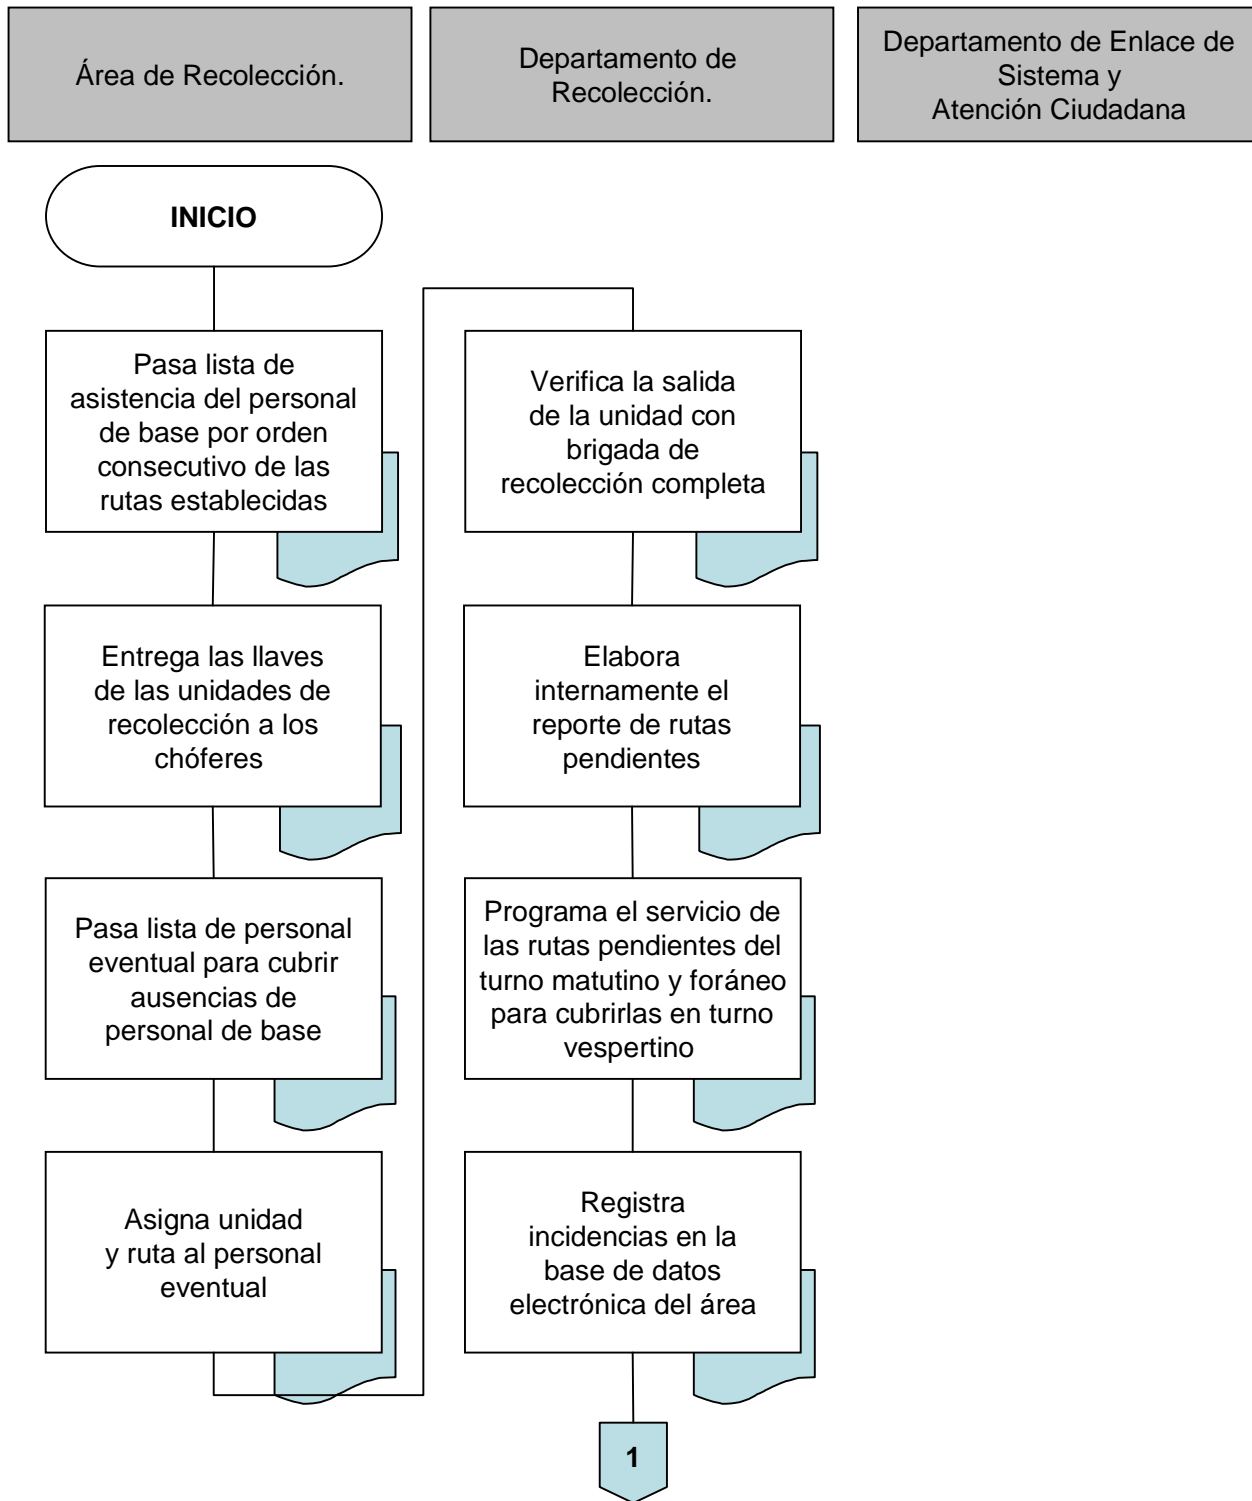 Área de Recolección.
Departamento de
Recolección.
Departamento de Enlace de
Sistema y
Atención Ciudadana
INICIO
Pasa lista de
asistencia del personal
de base por orden
consecutivo de las
rutas establecidas
Entrega las llaves
de las unidades de
recolección a los
chóferes
Pasa lista de personal
eventual para cubrir
ausencias de
personal de base
Asigna unidad
y ruta al personal
eventual
Verifica la salida
de la unidad con
brigada de
recolección completa
Elabora
internamente el
reporte de rutas
pendientes
Programa el servicio de
las rutas pendientes del
turno matutino y foráneo
para cubrirlas en turno
vespertino
Registra
incidencias en la
base de datos
electrónica del área
1